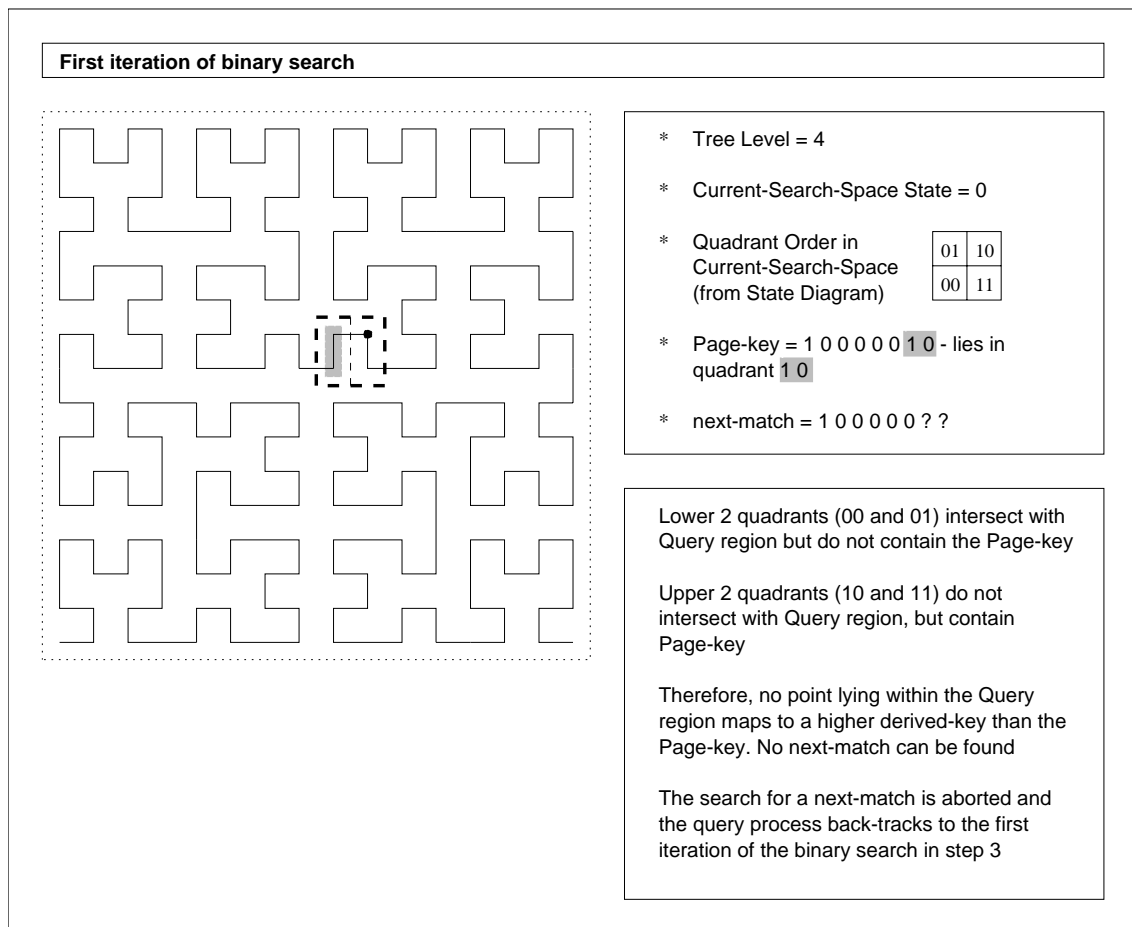 First iteration of binary search
* Tree Level = 4
* Current-Search-Space State = 0
* Quadrant Order in
Current-Search-Space
(from State Diagram)
01 10
00 11
* Page-key = 1 0 0 0 0 0 1 0 - lies in
quadrant 1 0
* next-match = 1 0 0 0 0 0 ? ?
Lower 2 quadrants (00 and 01) intersect with
Query region but do not contain the Page-key
Upper 2 quadrants (10 and 11) do not
intersect with Query region, but contain
Page-key
Therefore, no point lying within the Query
region maps to a higher derived-key than the
Page-key. No next-match can be found
The search for a next-match is aborted and
the query process back-tracks to the first
iteration of the binary search in step 3